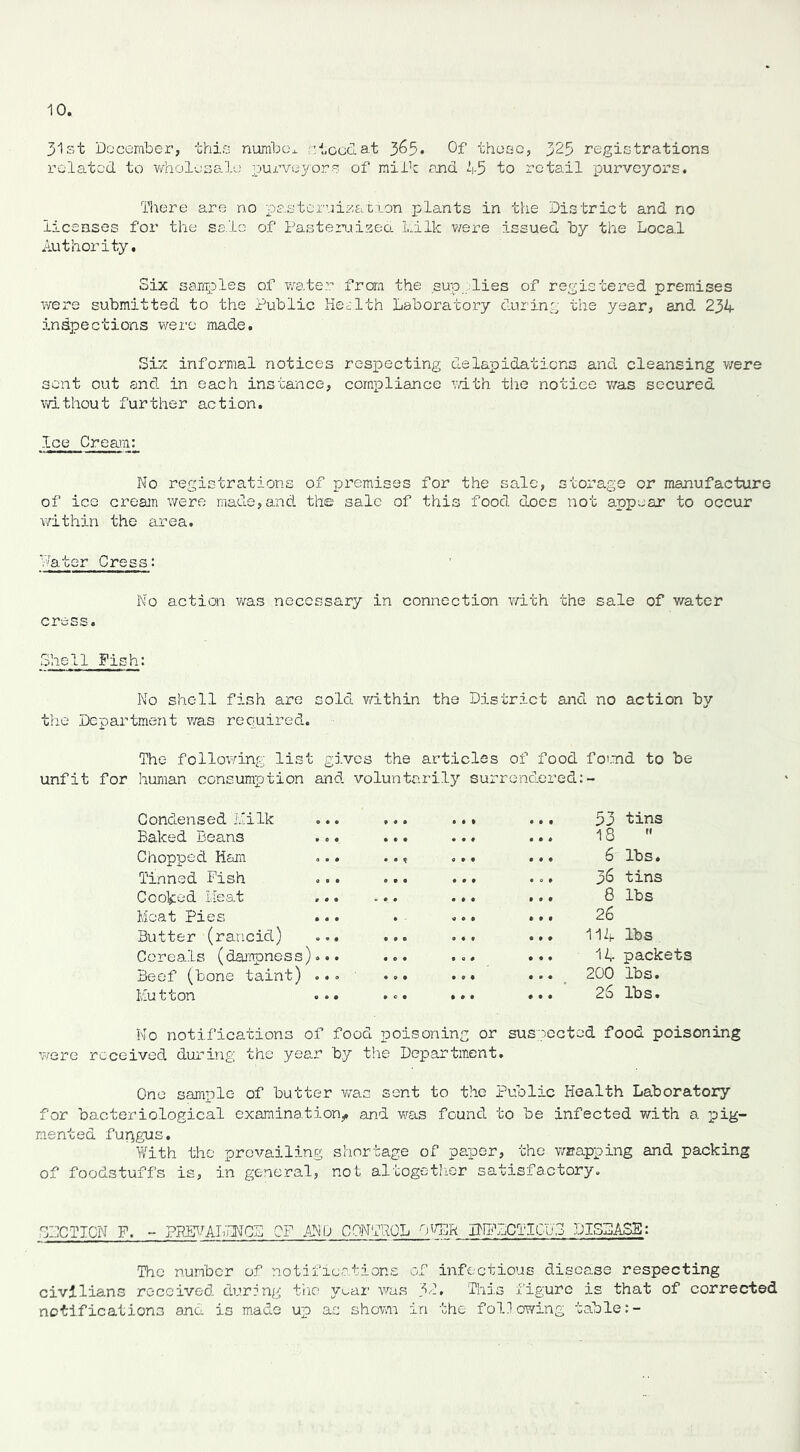 10.
31st December, this number stood at 365. Of these, 325 registrations
related to wholesale purveyors of milk and 45 to retail purveyors.
There are no pasteruization plants in the District and no
licenses for the sale of Pasteruized Milk were issued by the Local
Authority.
Six samples of water from the supplies of registered premises
were submitted to the Public Health Laboratory during the year, and 234
inspections were made.
Six informal notices respecting delapidations and cleansing were
sent out and in each instance, compliance with the notice was secured
without further action.
Ice Cream:
No registrations of premises for the sale, storage or manufacture
of ice cream were made,and the sale of this food does not appear to occur
within the area.
Water Cress:
No action was necessary in connection with the sale of water
cress.
Shell Fish:
No shell fish are sold within the District and no action by
the Department was required.
The following list gives the articles of food found to be
unfit for human consumption and voluntarily surrendered:-
Condensed Milk ... ... ... ... 53 tins
Baked Beans ... ... ... ... 18 "
Chopped Ham ... ... ... ... 6 lbs.
Tinned Fish ... ... ... ... 36 tins
Cooked Meat ... ... ... ... 8 lbs
Meat Pies ... . ... ... 26
Butter (rancid) ... ... ... ... 114 lbs
Cereals (dampness)... ... ... ... 14 packets
Beef (bone taint) ... ... ... ... 200 lbs.
Mutton ... ... ... ... 26 lbs.
No notifications of food poisoning or suspected food poisoning
were received during the year by the Department.
One sample of butter was sent to the Public Health Laboratory
for bacteriological examination, and was found to be infected with a pig-
mented fungus.
With the prevailing shortage of paper, the wrapping and packing
of foodstuffs is, in general, not altogether satisfactory.
SECTION F. - PREVALENCE OF AND CONTROL OVER INFECTIOUS DISEASE:
The number of notifications of infectious disease respecting
civilians received during the year was 32. This figure is that of corrected
notifications and is made up as shown in the following table:-